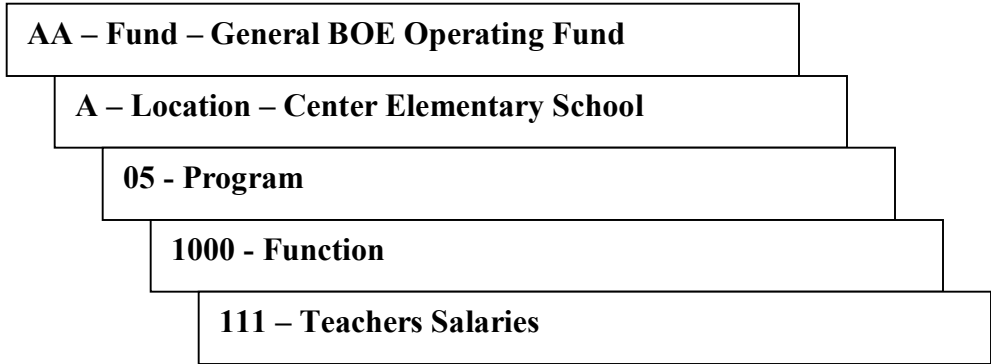 AA – Fund – General BOE Operating Fund
A – Location – Center Elementary School
05 - Program
1000 - Function
111 – Teachers Salaries